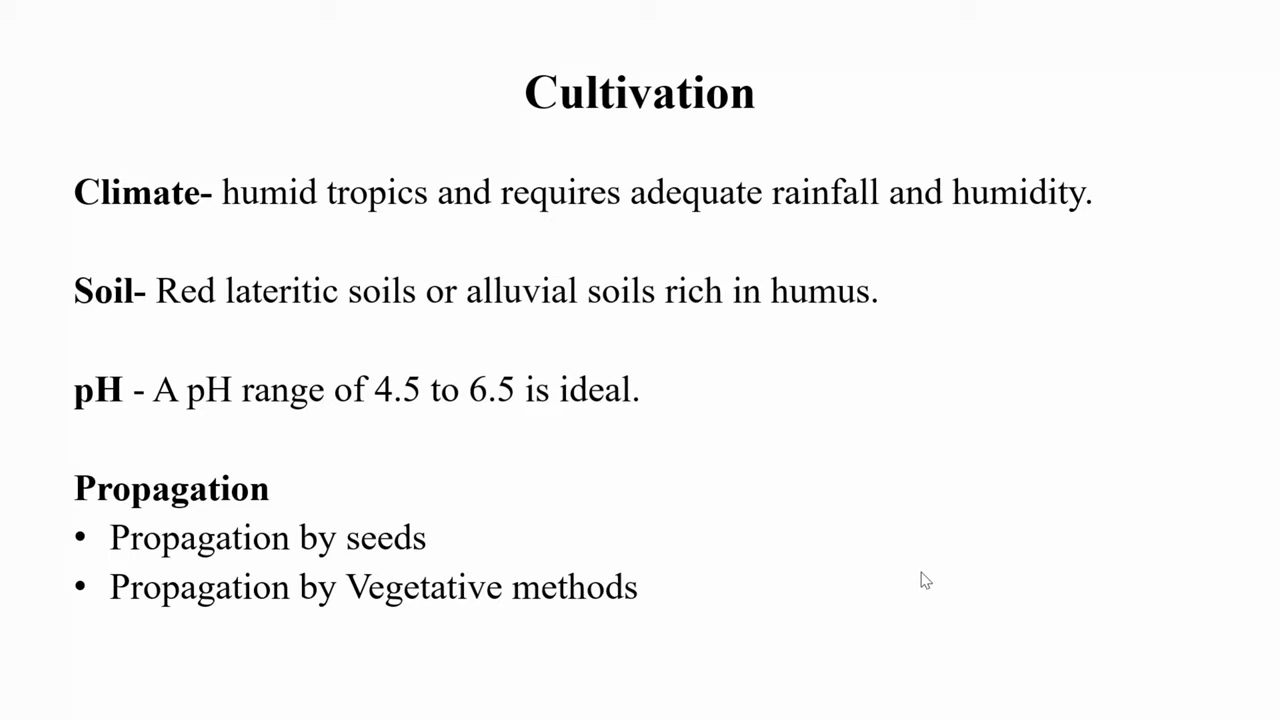 Cultivation
Climate- humid tropics and requires adequate rainfall and humidity.
Soil- Red lateritic soils or alluvial soils rich in humus.
pH - A pH range of 4.5 to 6.5 is ideal.
Propagation
• Propagation by seeds
• Propagation by Vegetative methods